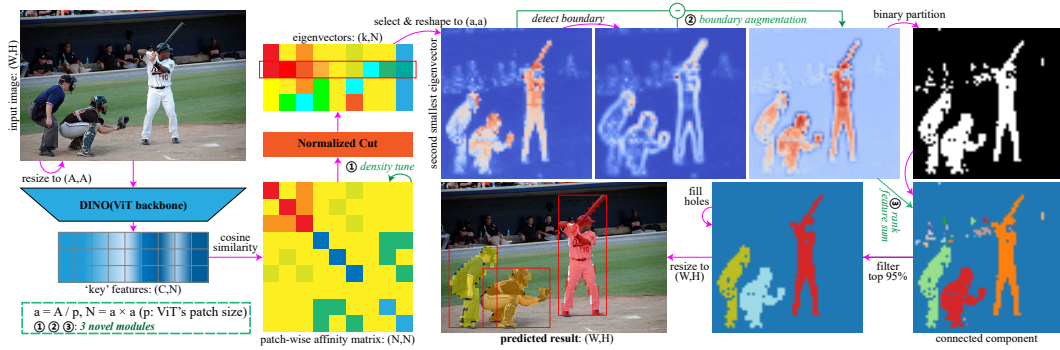 input image: (W,H)
resize to (A,A)
DINO(ViT backbone)
'key' features: (C,N)
a = A / p, N = a × a (p: ViT's patch size)
① ② ③: 3 novel modules
cosine
similarity
patch-wise affinity matrix: (N,N)
① density tune
Normalized Cut
eigenvectors: (k,N)
select & reshape to (a,a)
second smallest eigenvector
detect boundary
② boundary augmentation
binary partition
③ rank
feature sum
connected component
filter
top 95%
fill
holes
resize to
(W,H)
predicted result: (W,H)
10